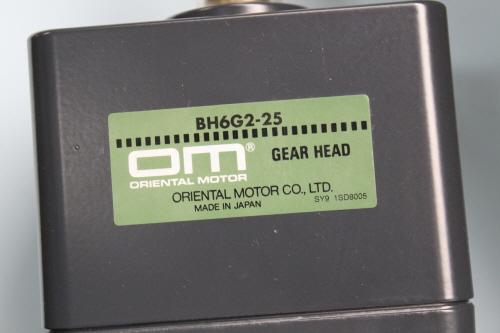 BH6G2-25
OM® GEAR HEAD
ORIENTAL MOTOR
ORIENTAL MOTOR CO., LTD.
MADE IN JAPAN SY9 1SD8005